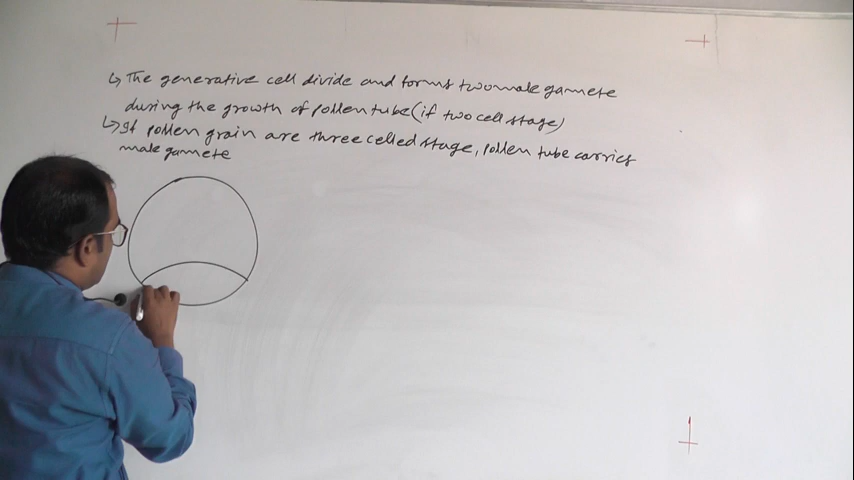 ↳ The generative cell divide and forms two male gamete
during the growth of pollen tube (if two cell stage)
↳ If pollen grain are three celled stage, pollen tube carries
male gamete